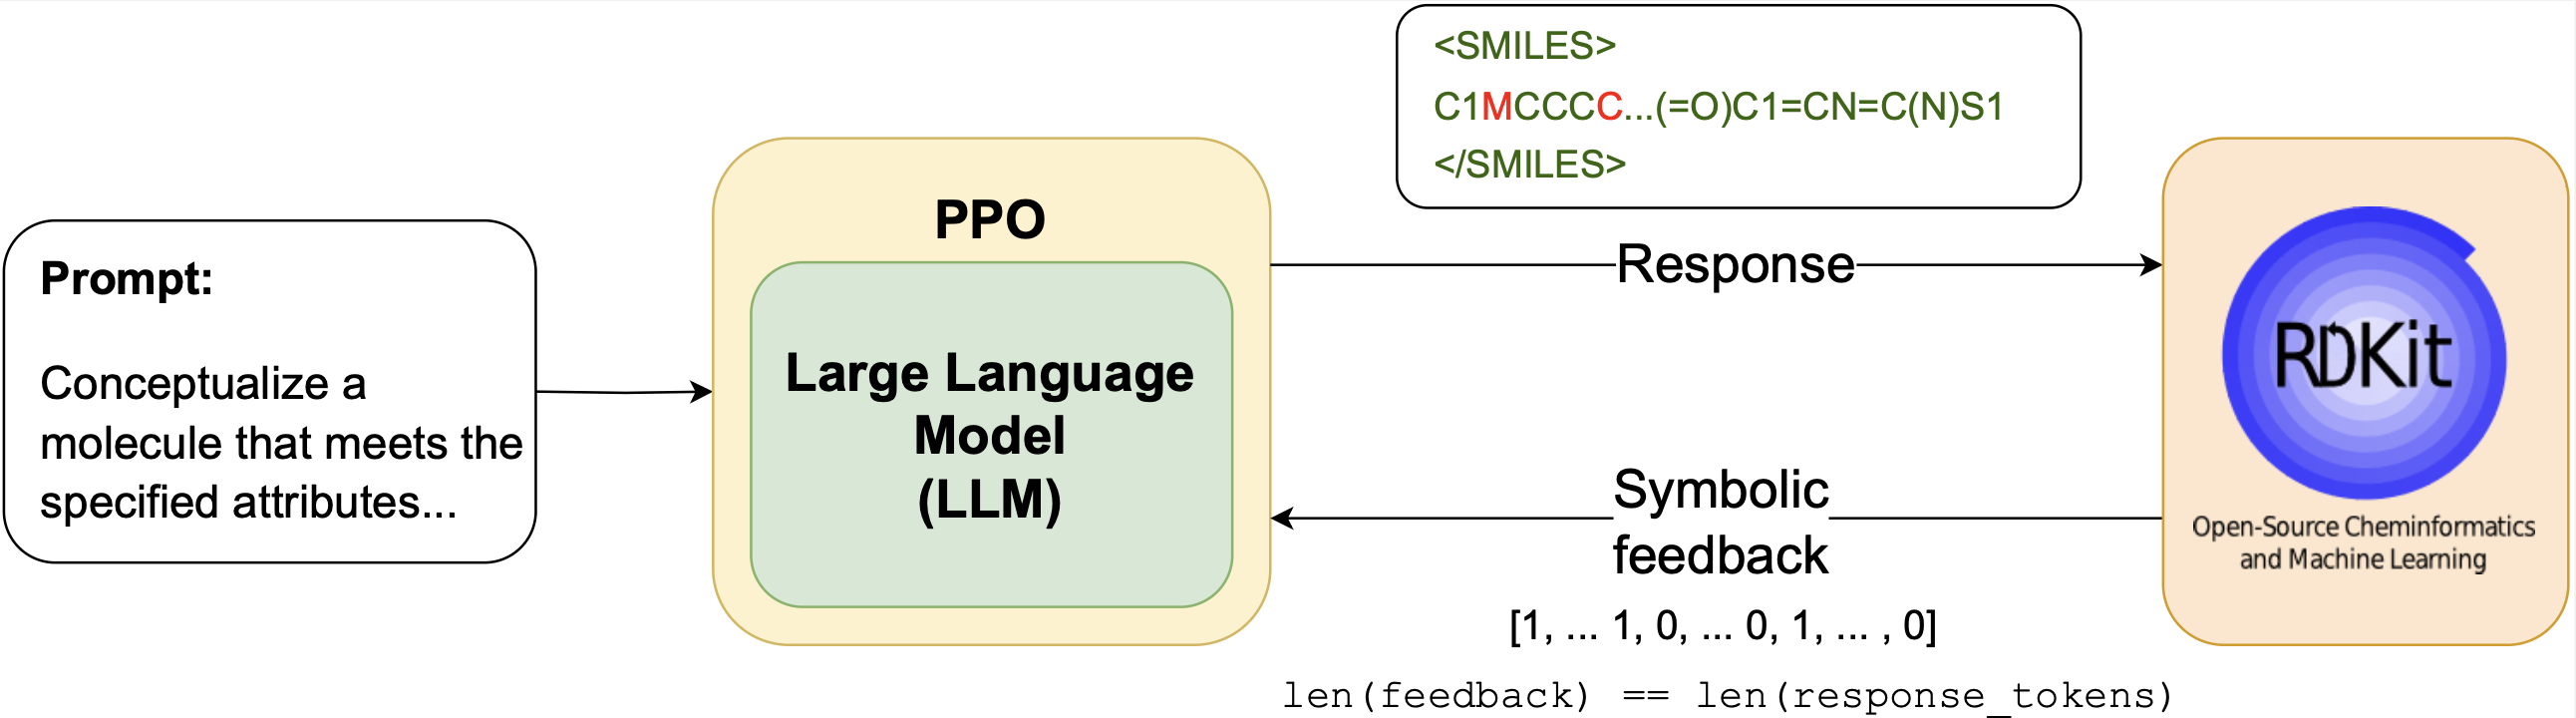 Prompt:
Conceptualize a
molecule that meets the
specified attributes...
PPO
Large Language
Model
(LLM)
<SMILES>
C1MCCCC...(=O)C1=CN=C(N)S1
</SMILES>
Response
Symbolic
feedback
[1, ... 1, 0, ... 0, 1, ... , 0]
len(feedback) == len(response_tokens)
RDKit
Open-Source Cheminformatics
and Machine Learning